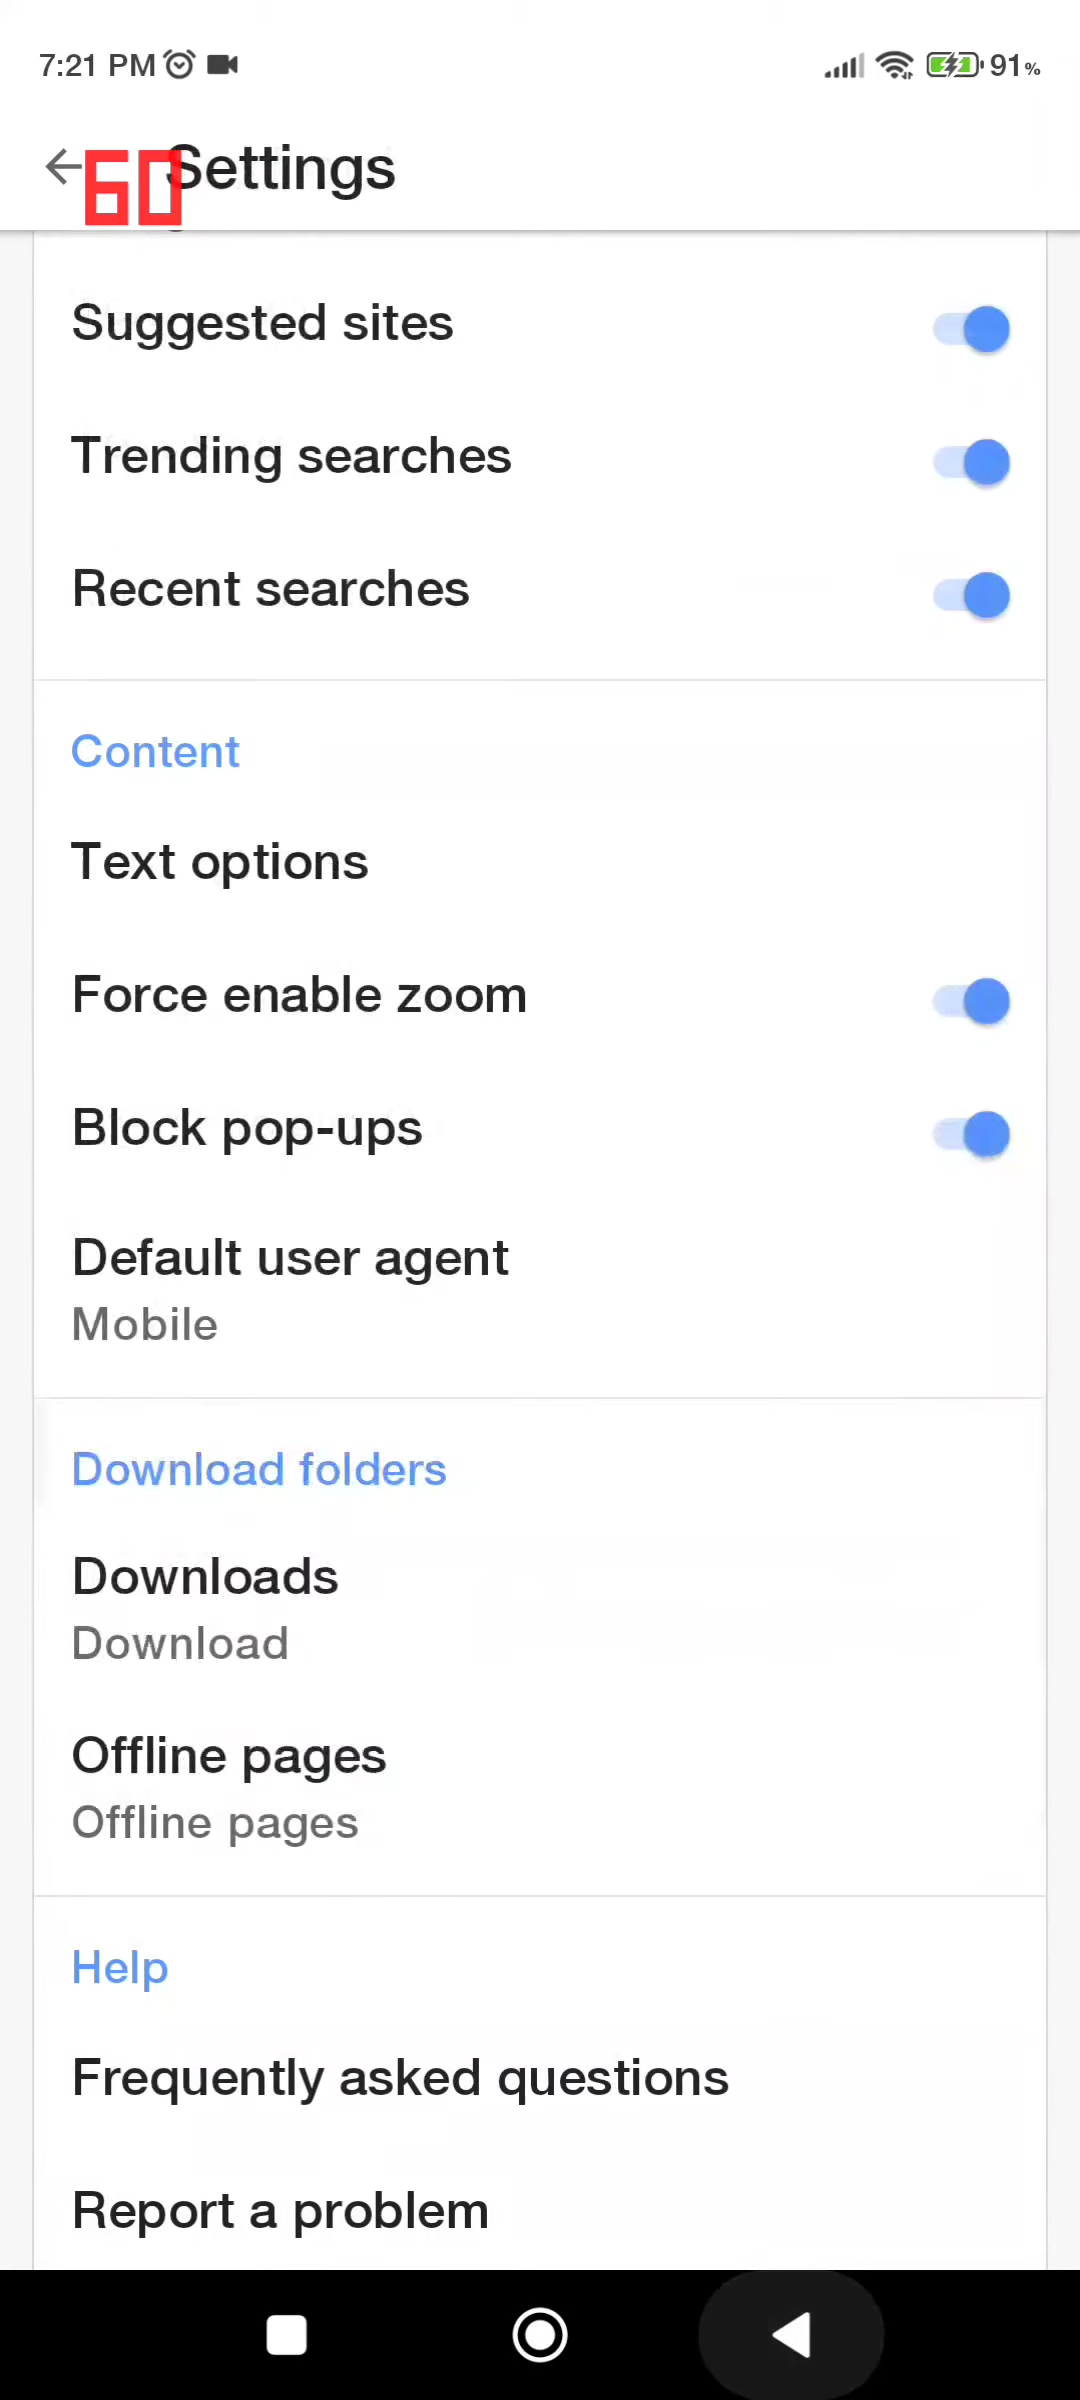 7:21 PM 91%
60
Settings
Suggested sites
Trending searches
Recent searches
Content
Text options
Force enable zoom
Block pop-ups
Default user agent
Mobile
Download folders
Downloads
Download
Offline pages
Offline pages
Help
Frequently asked questions
Report a problem